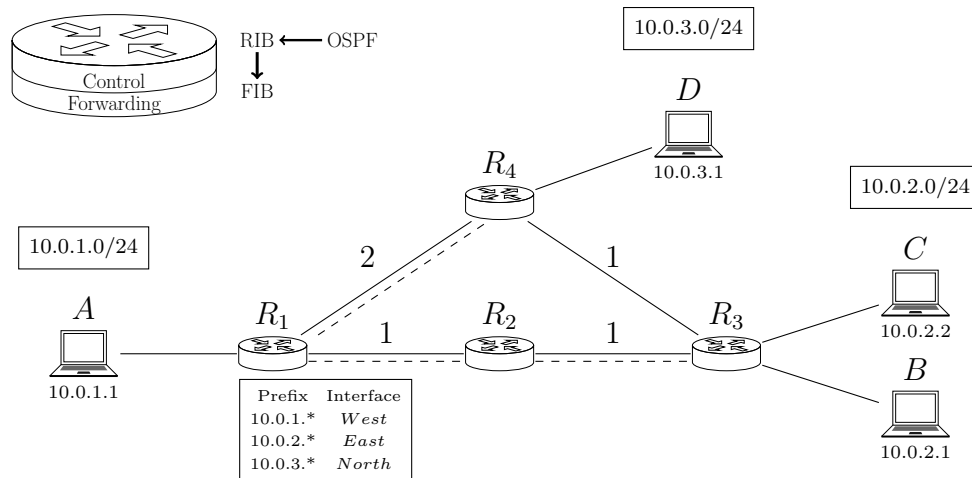 10.0.3.0/24
RIB OSPF
Control
Forwarding
FIB
D
10.0.3.1
R4
10.0.2.0/24
10.0.1.0/24
2
1
C
10.0.2.2
A
10.0.1.1
R1
1
R2
1
R3
B
10.0.2.1
Prefix Interface
10.0.1.* West
10.0.2.* East
10.0.3.* North